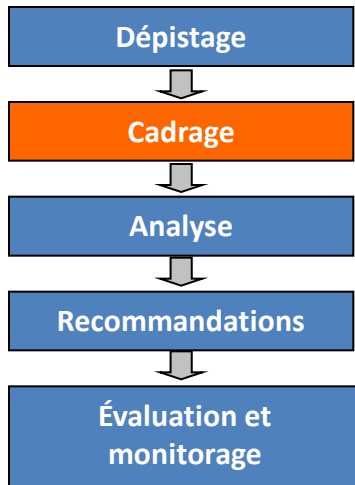 Dépistage
Cadrage
Analyse
Recommandations
Évaluation et
monitorage